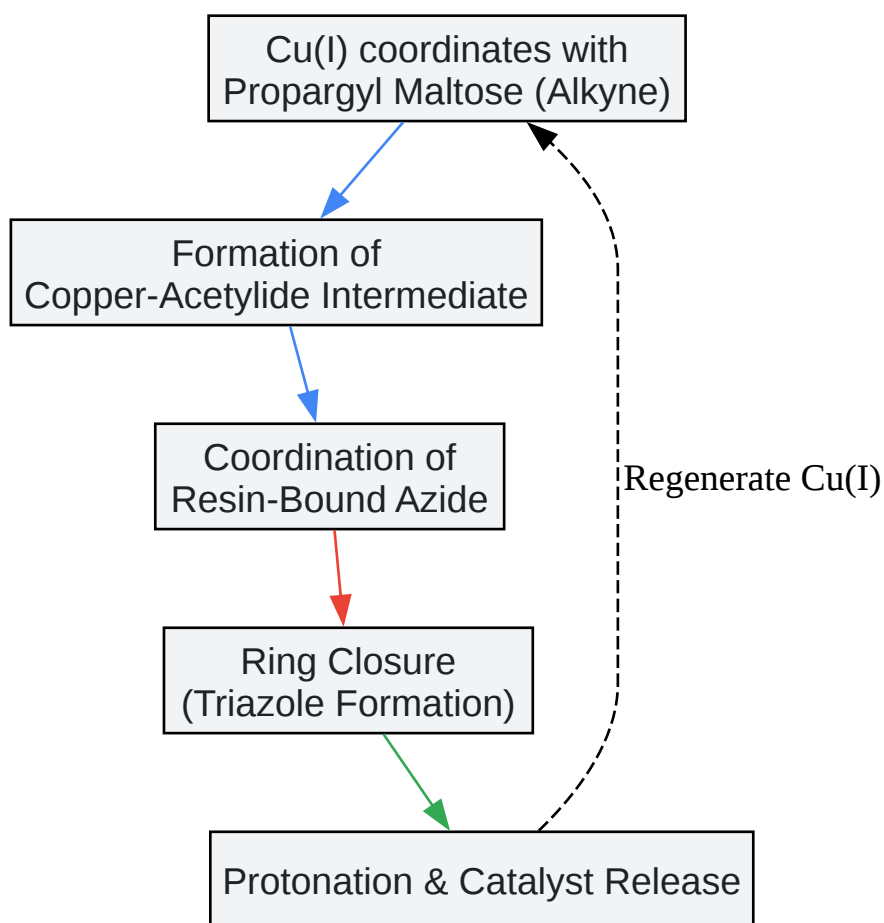 Cu(I) coordinates with
Propargyl Maltose (Alkyne)
Formation of
Copper-Acetylide Intermediate
Coordination of
Resin-Bound Azide
Regenerate Cu(I)
Ring Closure
(Triazole Formation)
Protonation & Catalyst Release